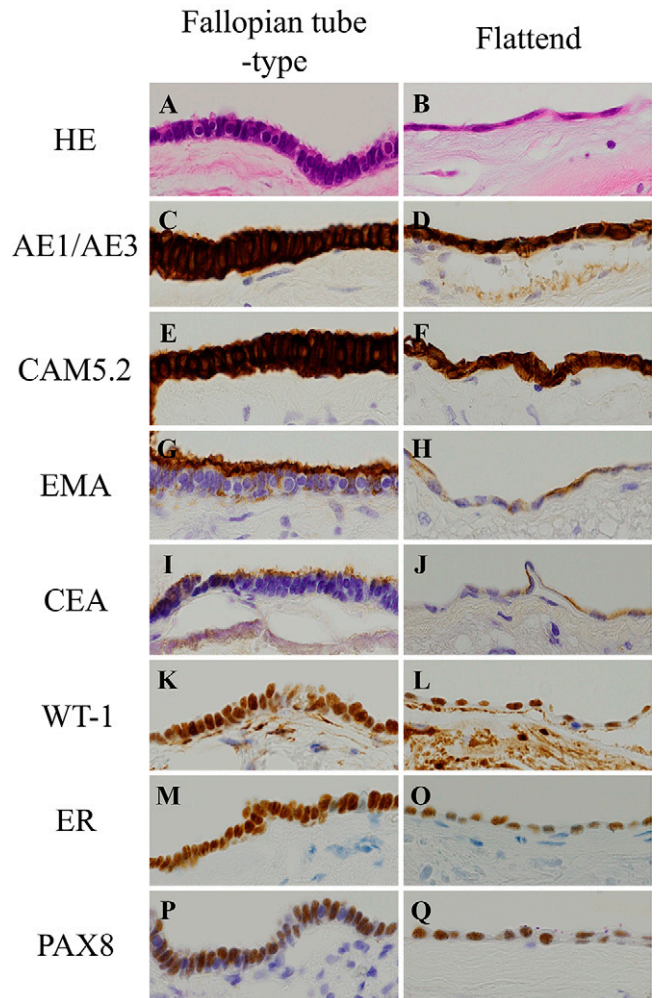 Fallopian tube
-type
Flattend
HE
A
B
AE1/AE3
C
D
CAM5.2
E
F
EMA
G
H
CEA
I
J
WT-1
K
L
ER
M
O
PAX8
P
Q